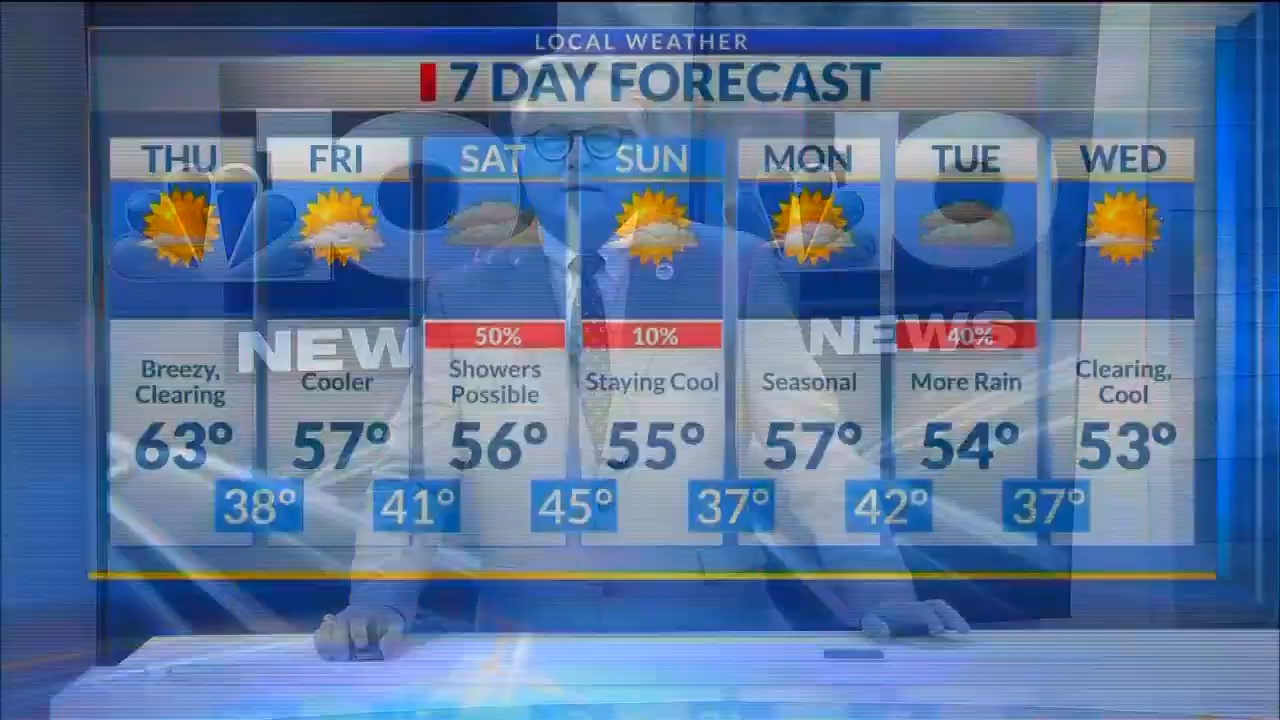 LOCAL WEATHER
7 DAY FORECAST
THU FRI SAT SUN MON TUE WED
NEW NEWS
50% 10% 40%
Breezy, Clearing
Cooler
Showers Possible
Staying Cool
Seasonal
More Rain
Clearing, Cool
63° 57° 56° 55° 57° 54° 53°
38° 41° 45° 37° 42° 37°